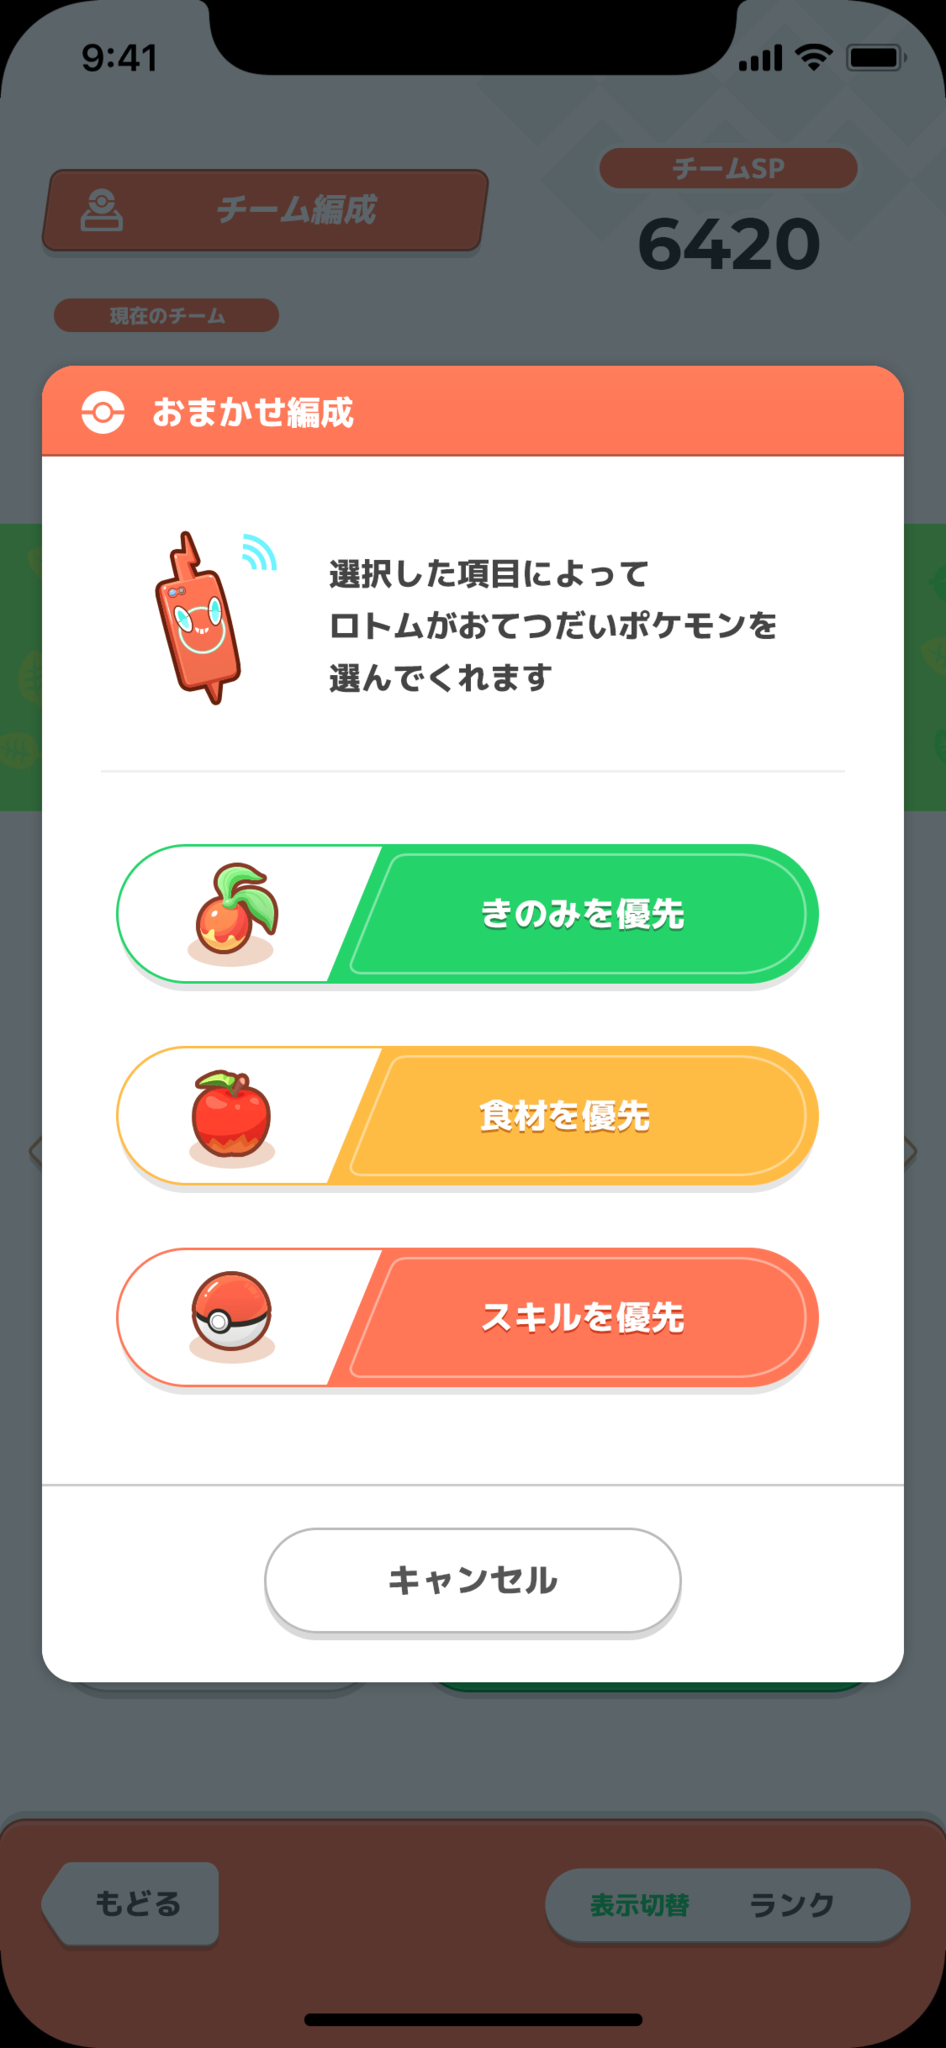 9:41
チーム編成
チームSP
6420
現在のチーム
おまかせ編成
選択した項目によって
ロトムがおてつだいポケモンを
選んでくれます
きのみを優先
食材を優先
スキルを優先
キャンセル
もどる
表示切替 ランク